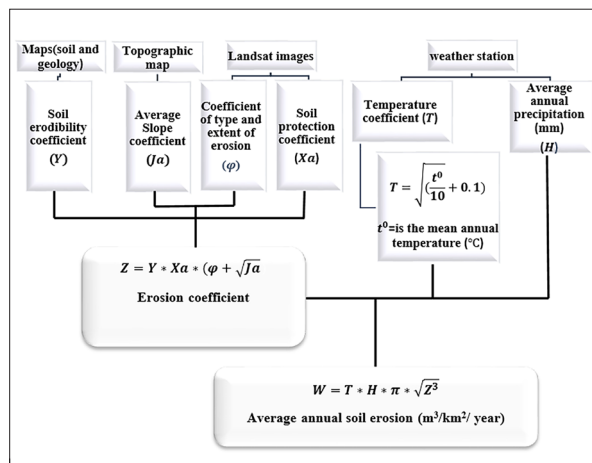 Maps(soil and
geology)
Topographic
map
Landsat images
weather station
Soil
erodibility
coefficient
(Y)
Average
Slope
coefficient
(Ja)
Coefficient
of type and
extent of
erosion
(φ)
Soil
protection
coefficient
(Xa)
Temperature
coefficient (T)
Average
annual
precipitation
(mm)
(H)
T = √((t⁰/10) + 0.1)
t⁰=is the mean annual
temperature (°C)
Z = Y * Xa * (φ + √Ja
Erosion coefficient
W = T * H * π * √Z³
Average annual soil erosion (m³/km²/ year)